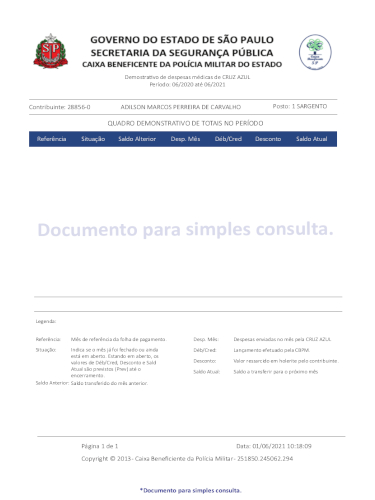 GOVERNO DO ESTADO DE SÃO PAULO
SECRETARIA DA SEGURANÇA PÚBLICA
CAIXA BENEFICENTE DA POLÍCIA MILITAR DO ESTADO
Demostrativo de despesas médicas de CRUZ AZUL
Período: 06/2020 até 06/2021
Contribuinte: 28856-0 ADILSON MARCOS PERREIRA DE CARVALHO Posto: 1 SARGENTO
QUADRO DEMONSTRATIVO DE TOTAIS NO PERÍODO
Referência Situação Saldo Alterior Desp. Mês Déb/Cred Desconto Saldo Atual
Documento para simples consulta.
Legenda:
Referência: Mês de referência da folha de pagamento
Situação: Indica se o mês já foi fechado ou ainda
está em aberto. Estando em aberto, os
valores de Déb/Cred, Desconto e Sald
Atual são previstos (Prev) até o
encerramento.
Saldo Anterior: Saldo transferido do mês anterior.
Desp. Mês: Despesas enviadas no mês pela CRUZ AZUL
Déb/Cred: Lançamento efetuado pela CBPM.
Desconto: Valor ressarcido em holerite pelo contribuinte
Saldo Atual: Saldo a transferir para o próximo mês
Página 1 de 1 Data: 01/06/2021 10:18:09
Copyright © 2013 - Caixa Beneficiente da Polícia Militar - 251850.245062.294
*Documento para simples consulta.